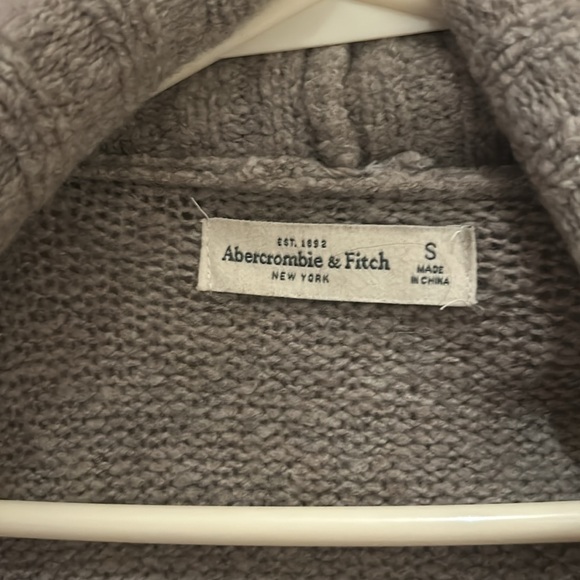 EST. 1892
Abercrombie & Fitch
NEW YORK
S
MADE
IN CHINA